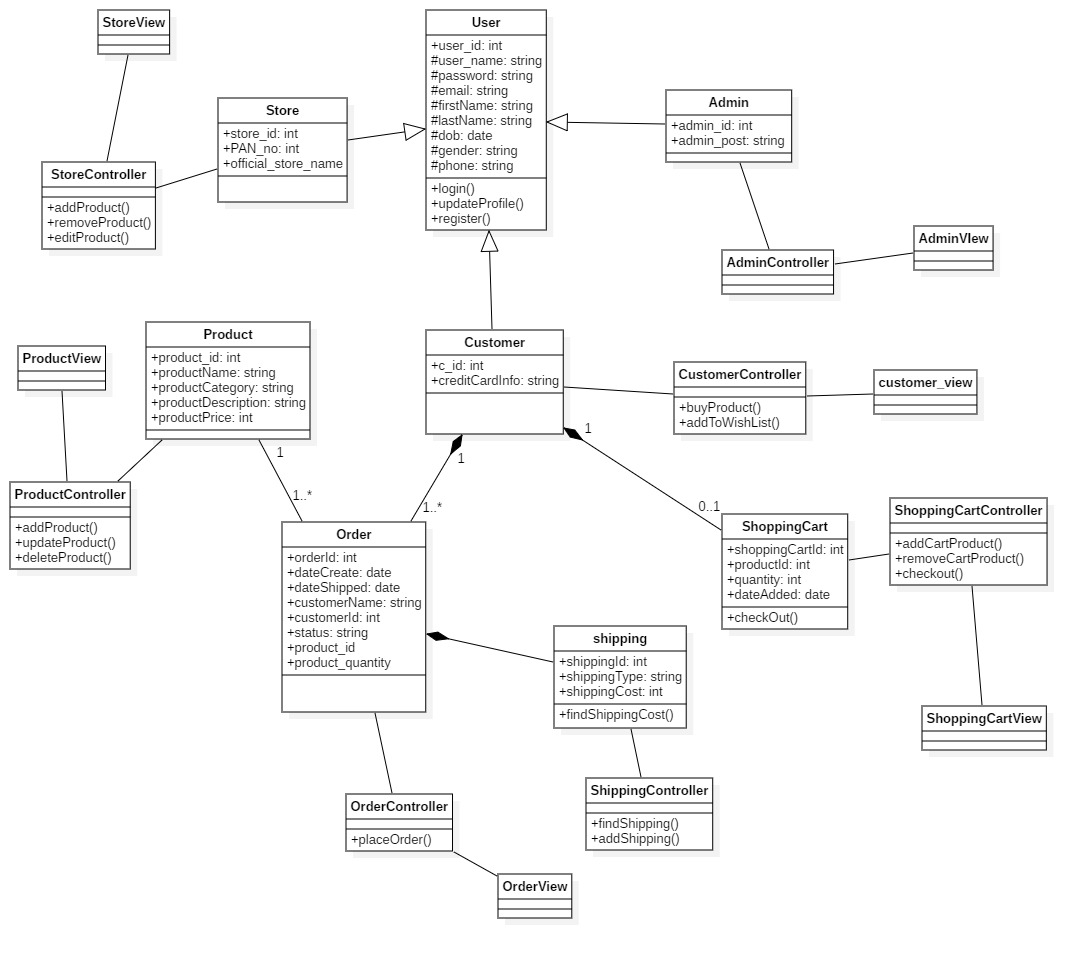 StoreView
User
+user_id: int
#user_name: string
#password: string
#email: string
#firstName: string
#lastName: string
#dob: date
#gender: string
#phone: string
+login()
+updateProfile()
+register()
Store
+store_id: int
+PAN_no: int
+official_store_name
Admin
+admin_id: int
+admin_post: string
StoreController
+addProduct()
+removeProduct()
+editProduct()
AdminController
AdminVIew
Product
+product_id: int
+productName: string
+productCategory: string
+productDescription: string
+productPrice: int
ProductView
Customer
+c_id: int
+creditCardInfo: string
CustomerController
+buyProduct()
+addToWishList()
customer_view
1
1..*
1
1..*
1
0..1
ProductController
+addProduct()
+updateProduct()
+deleteProduct()
Order
+orderId: int
+dateCreate: date
+dateShipped: date
+customerName: string
+customerId: int
+status: string
+product_id
+product_quantity
ShoppingCart
+shoppingCartId: int
+productId: int
+quantity: int
+dateAdded: date
+checkOut()
ShoppingCartController
+addCartProduct()
+removeCartProduct()
+checkout()
shipping
+shippingId: int
+shippingType: string
+shippingCost: int
+findShippingCost()
ShoppingCartView
OrderController
+placeOrder()
ShippingController
+findShipping()
+addShipping()
OrderView